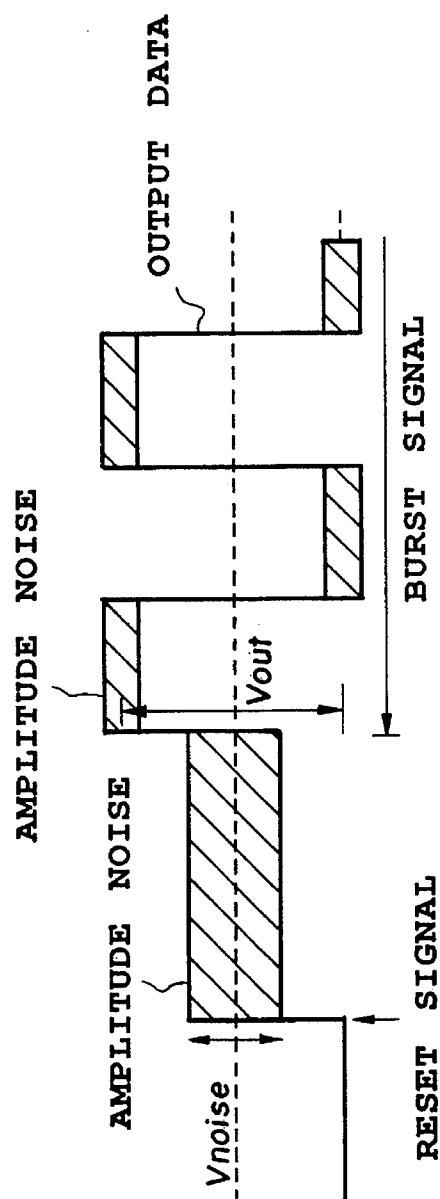 AMPLITUDE NOISE
AMPLITUDE NOISE
OUTPUT DATA
Vnoise
Vout
RESET SIGNAL
BURST SIGNAL